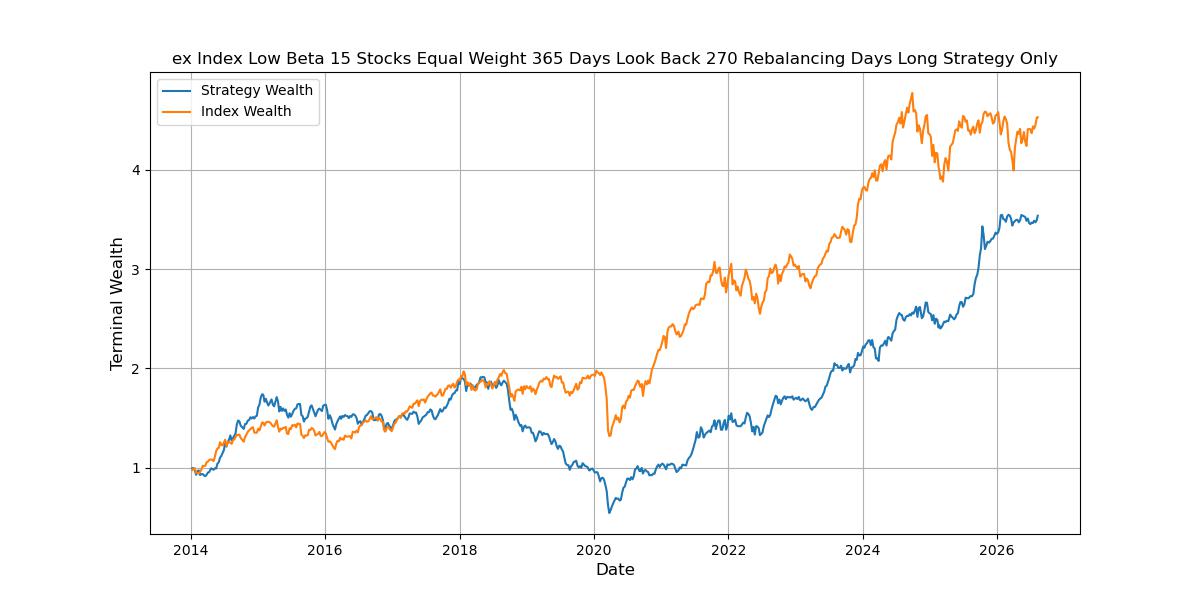 ex Index Low Beta 15 Stocks Equal Weight 365 Days Look Back 270 Rebalancing Days Long Strategy Only
Strategy Wealth
Index Wealth
Terminal Wealth
4
3
2
1
2014 2016 2018 2020 2022 2024 2026
Date